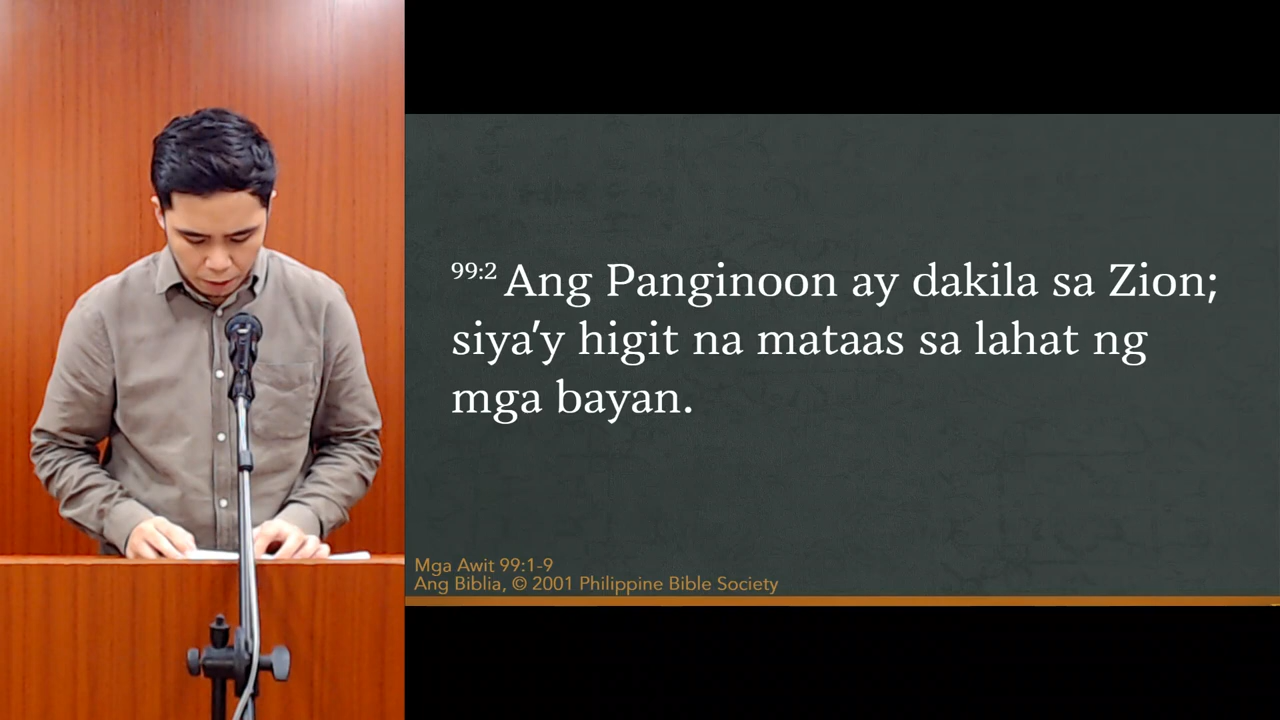 99:2 Ang Panginoon ay dakila sa Zion;
siya'y higit na mataas sa lahat ng
mga bayan.
Mga Awit 99:1-9
Ang Biblia, © 2001 Philippine Bible Society